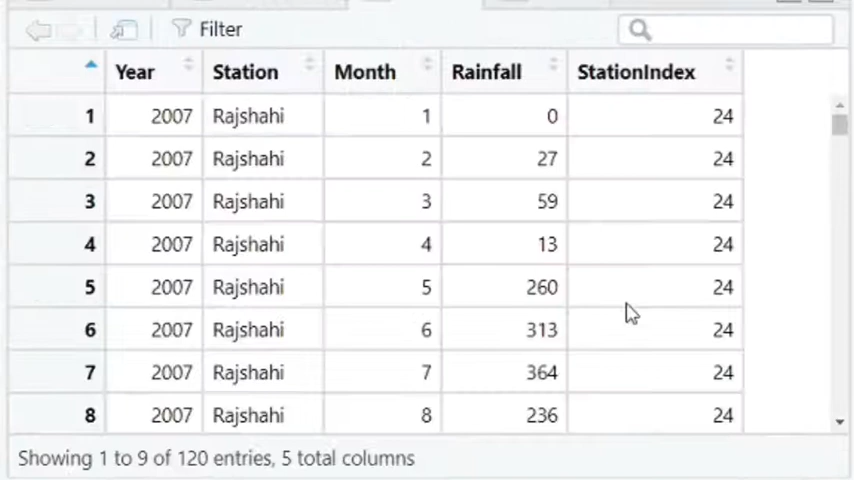 Filter
Year Station Month Rainfall StationIndex
1 2007 Rajshahi 1 0 24
2 2007 Rajshahi 2 27 24
3 2007 Rajshahi 3 59 24
4 2007 Rajshahi 4 13 24
5 2007 Rajshahi 5 260 24
6 2007 Rajshahi 6 313 24
7 2007 Rajshahi 7 364 24
8 2007 Rajshahi 8 236 24
Showing 1 to 9 of 120 entries, 5 total columns